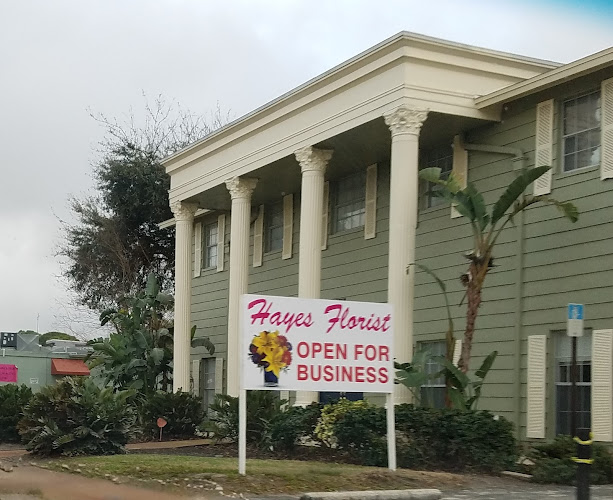 Hayes Florist
OPEN FOR
BUSINESS